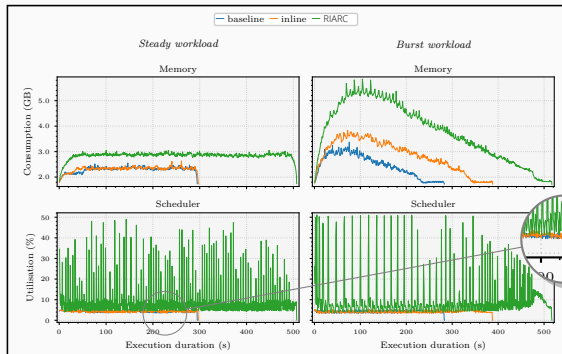 baseline inline RIARC
Steady workload Burst workload
Memory Memory
Consumption (GB)
5.0
4.0
3.0
2.0
Scheduler Scheduler
Utilisation (%)
50
40
30
20
10
0
0 100 200 300 400 500 0 100 200 300 400 500
Execution duration (s) Execution duration (s)